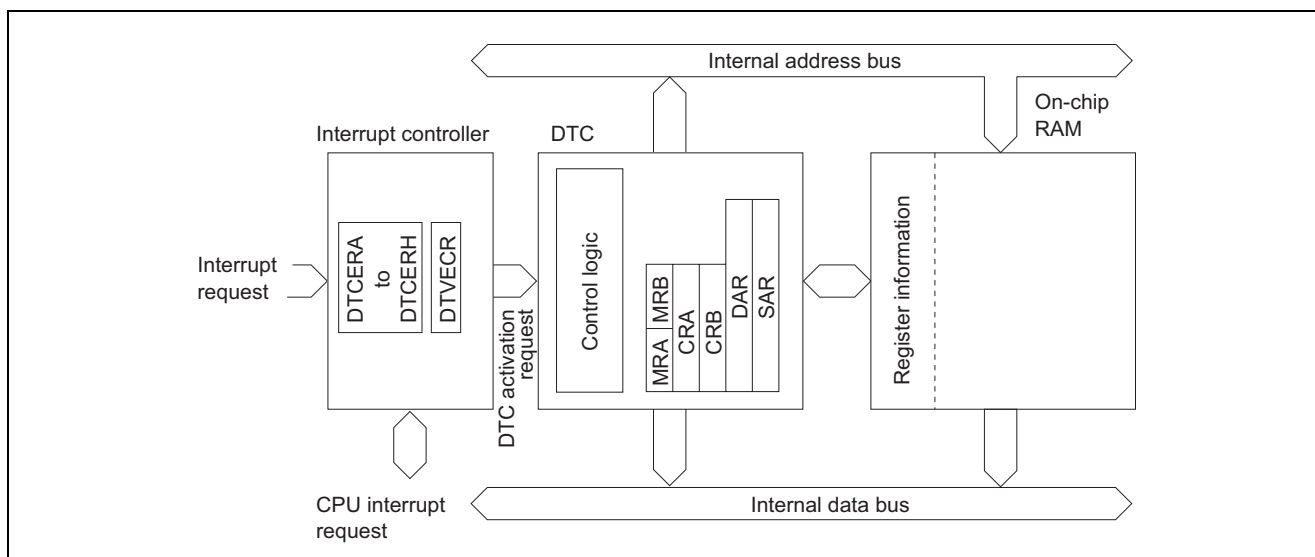 Internal address bus
On-chip
RAM
Interrupt controller
DTC
Interrupt
request
DTCERA
to
DTCERH
DTVECR
DTC activation
request
Control logic
MRA
MRB
CRA
CRB
DAR
SAR
Register information
CPU interrupt
request
Internal data bus